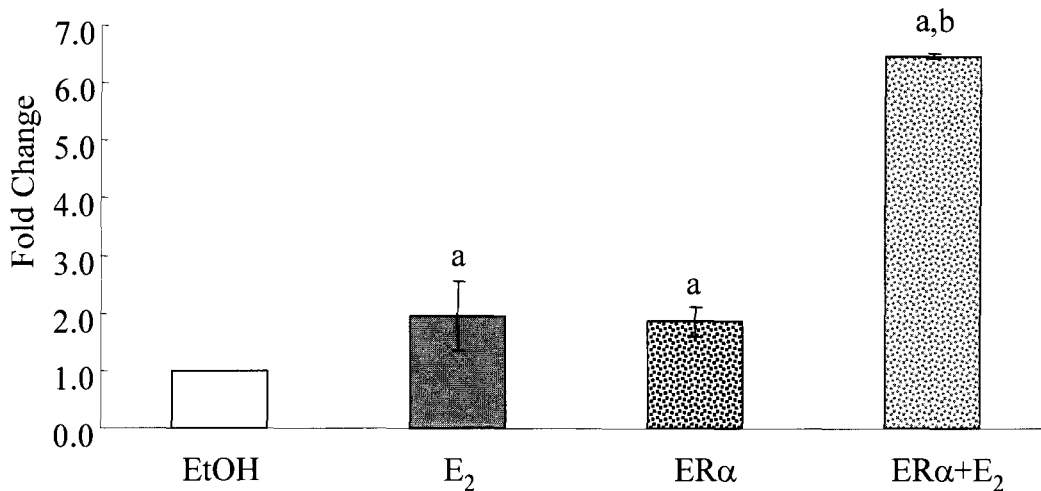 Fold Change
7.0
6.0
5.0
4.0
3.0
2.0
1.0
0.0
a
a
a,b
EtOH
E₂
ERα
ERα+E₂